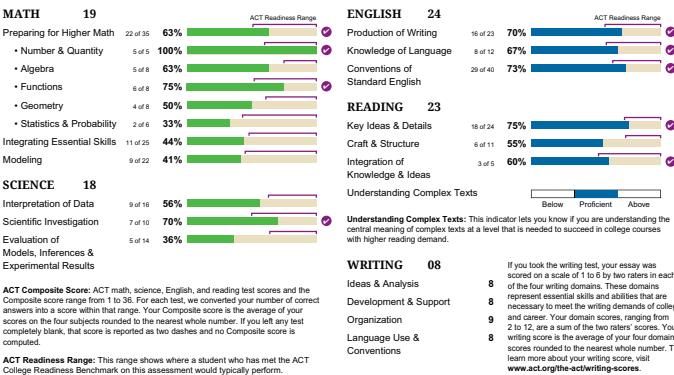 MATH 19
ACT Readiness Range
Preparing for Higher Math 22 of 35 63%
• Number & Quantity 5 of 5 100%
• Algebra 5 of 8 63%
• Functions 6 of 8 75%
• Geometry 4 of 8 50%
• Statistics & Probability 2 of 6 33%
Integrating Essential Skills 11 of 25 44%
Modeling 9 of 22 41%
SCIENCE 18
Interpretation of Data 9 of 16 56%
Scientific Investigation 7 of 10 70%
Evaluation of 5 of 14 36%
Models, Inferences &
Experimental Results
ACT Composite Score: ACT math, science, English, and reading test scores and the
Composite score range from 1 to 36. For each test, we converted your number of correct
answers into a score within that range. Your Composite score is the average of your
scores on the four subjects rounded to the nearest whole number. If you left any test
completely blank, that score is reported as two dashes and no Composite score is
computed.
ACT Readiness Range: This range shows where a student who has met the ACT
College Readiness Benchmark on this assessment would typically perform.
ENGLISH 24
ACT Readiness Range
Production of Writing 16 of 23 70%
Knowledge of Language 8 of 12 67%
Conventions of 29 of 40 73%
Standard English
READING 23
Key Ideas & Details 18 of 24 75%
Craft & Structure 6 of 11 55%
Integration of 3 of 5 60%
Knowledge & Ideas
Understanding Complex Texts
Below Proficient Above
Understanding Complex Texts: This indicator lets you know if you are understanding the
central meaning of complex texts at a level that is needed to succeed in college courses
with higher reading demand.
WRITING 08
Ideas & Analysis 8
Development & Support 8
Organization 9
Language Use & 8
Conventions
If you took the writing test, your essay was
scored on a scale of 1 to 6 by two raters in each
of the four writing domains. These domains
represent essential skills and abilities that are
necessary to meet the writing demands of colleg
and career. Your domain scores, ranging from
2 to 12, are a sum of the two raters' scores. You
writing score is the average of your four domain
scores rounded to the nearest whole number. T
learn more about your writing score, visit
www.act.org/the-act/writing-scores.